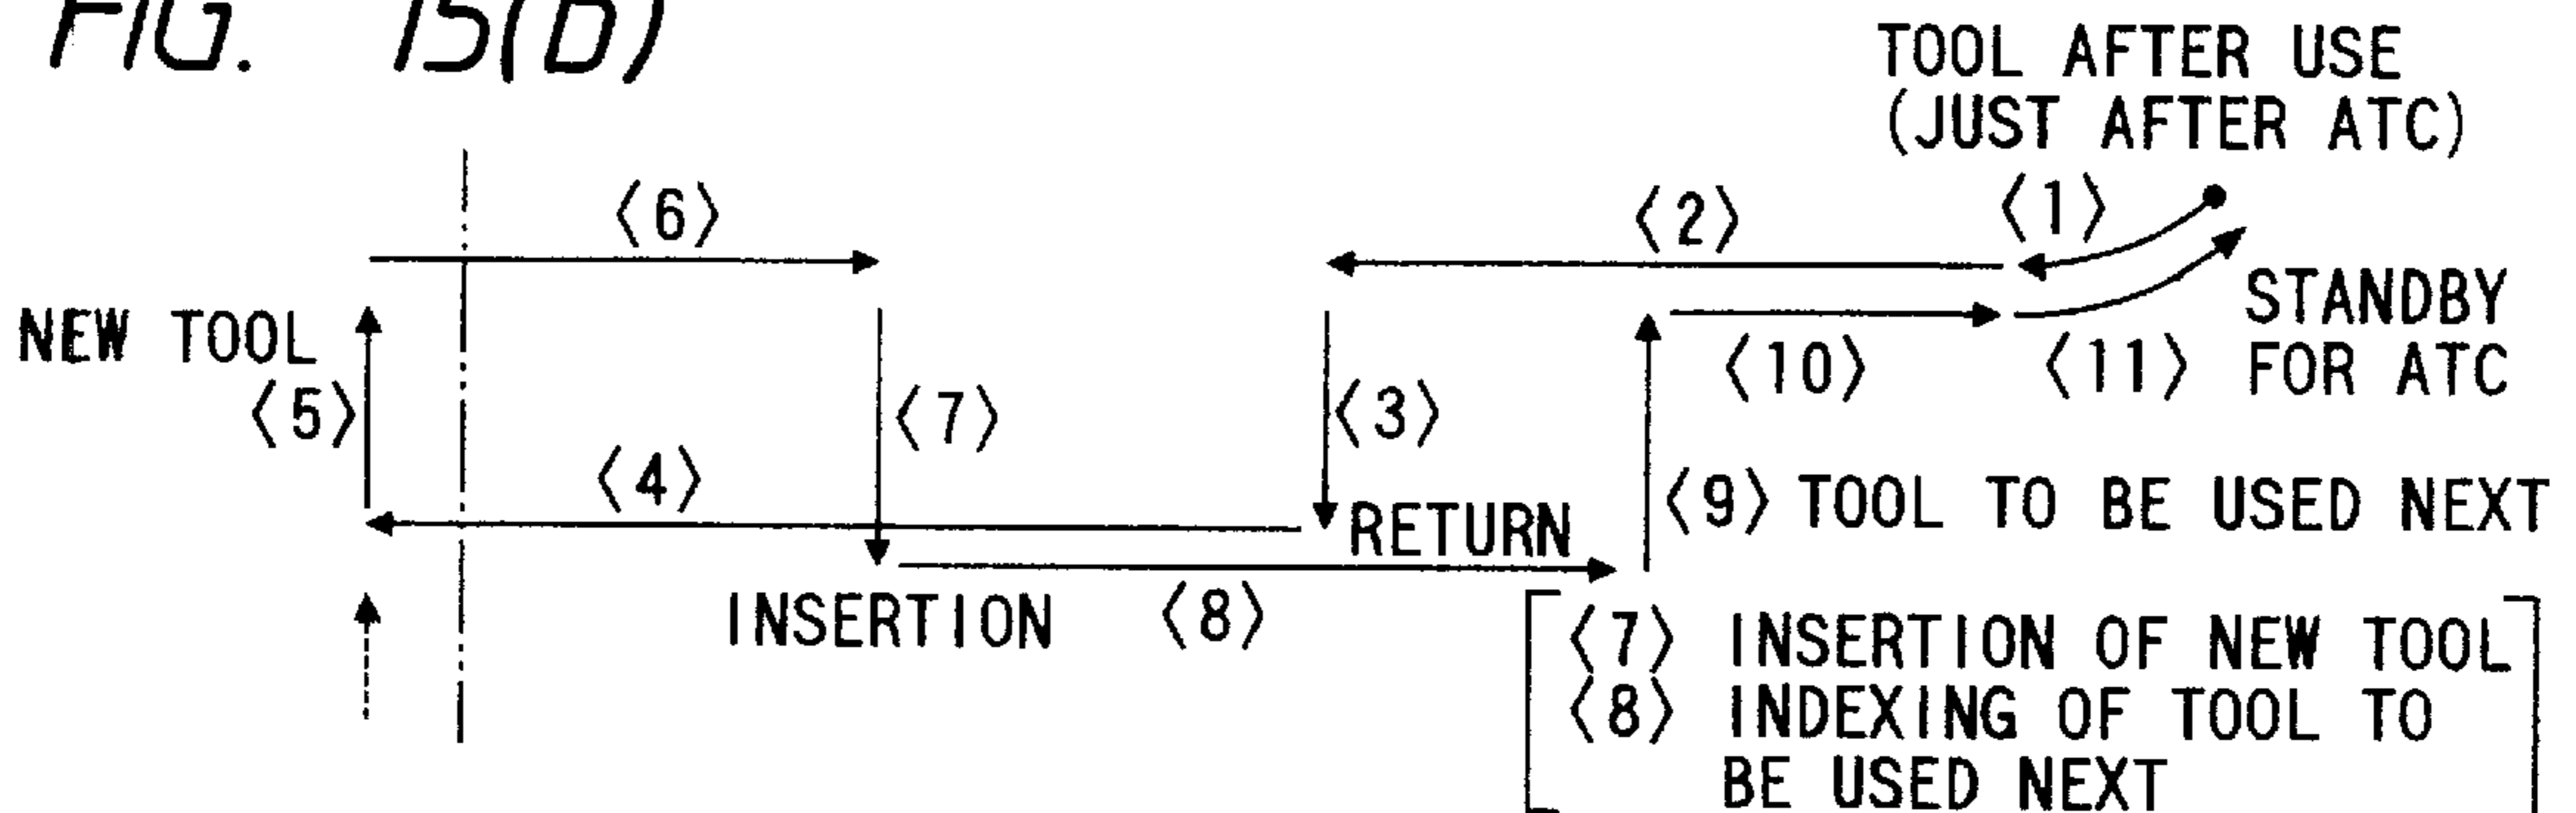 FIG. 15(b)
TOOL AFTER USE
(JUST AFTER ATC)
〈6〉
〈2〉
〈1〉
NEW TOOL
STANDBY
FOR ATC
〈5〉
〈7〉
〈3〉
〈10〉
〈11〉
〈4〉
RETURN
〈9〉 TOOL TO BE USED NEXT
INSERTION
〈8〉
〈7〉 INSERTION OF NEW TOOL
〈8〉 INDEXING OF TOOL TO
BE USED NEXT